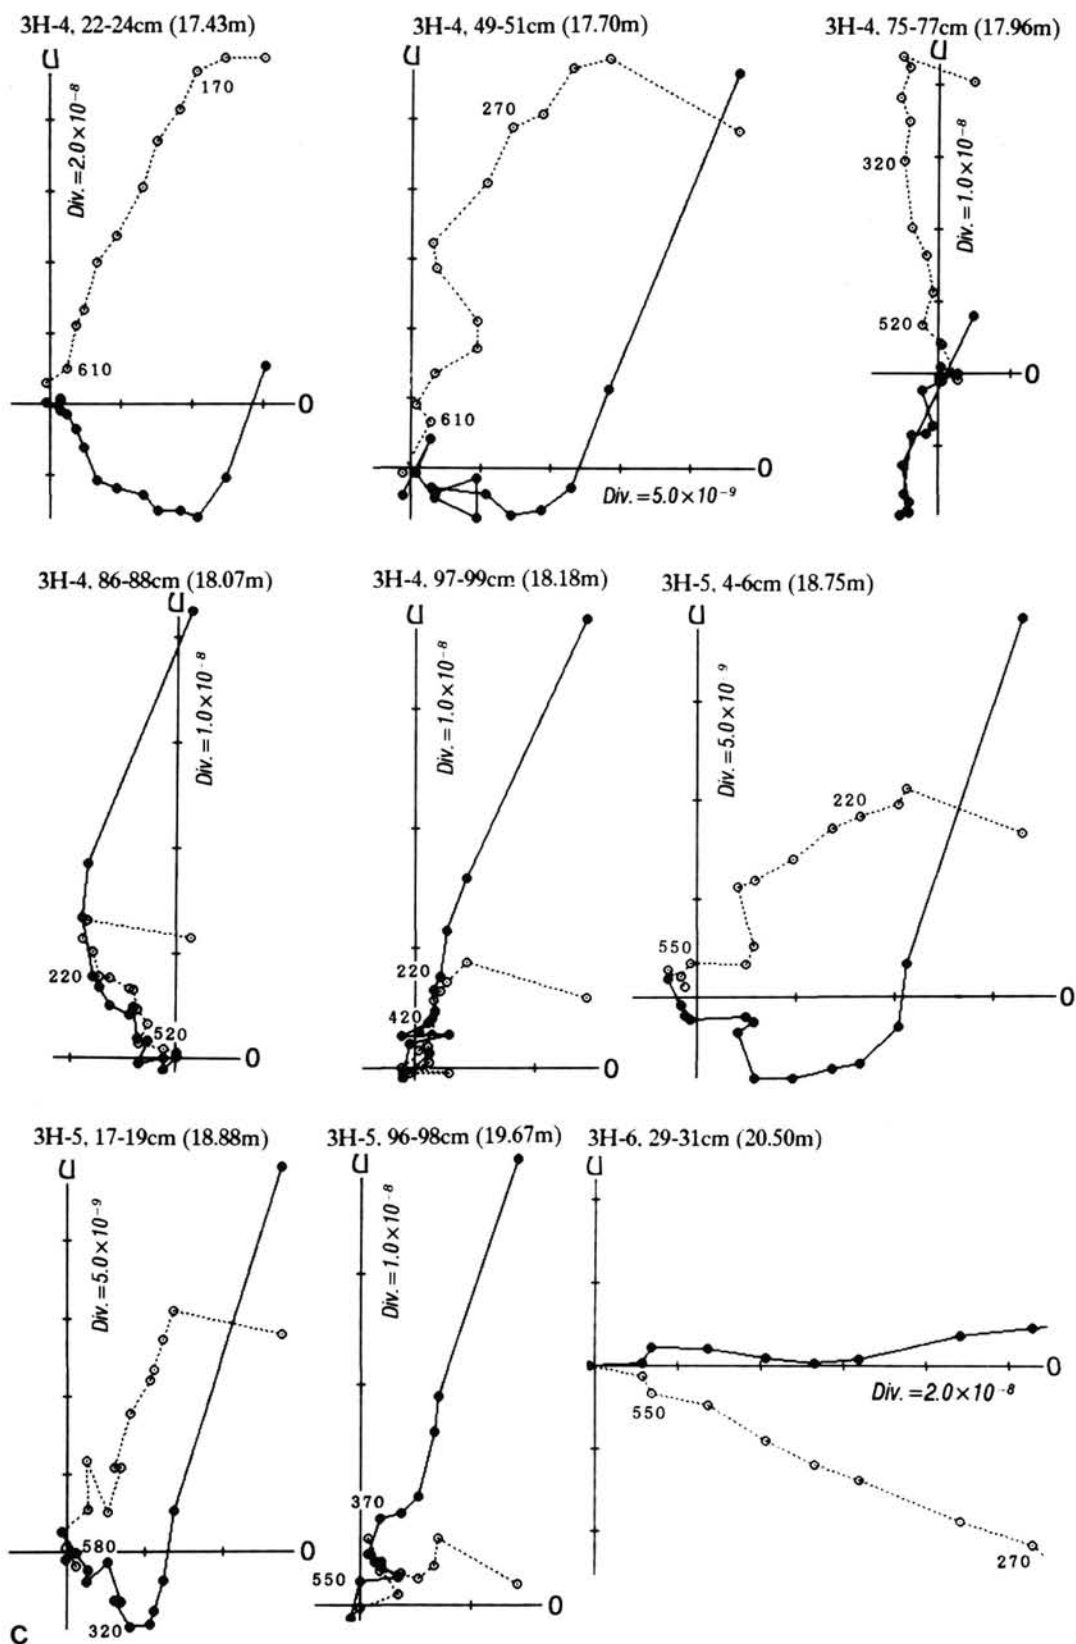 3H-4, 22-24cm (17.43m)
U
170
Div.=2.0×10⁻⁸
610
0
3H-4, 49-51cm (17.70m)
U
270
610
0
Div.=5.0×10⁻⁹
3H-4, 75-77cm (17.96m)
U
320
Div.=1.0×10⁻⁸
520
0
3H-4, 86-88cm (18.07m)
U
Div.=1.0×10⁻⁸
220
520
0
3H-4, 97-99cm (18.18m)
U
Div.=1.0×10⁻⁸
220
420
0
3H-5, 4-6cm (18.75m)
U
Div.=5.0×10⁻⁹
220
550
0
3H-5, 17-19cm (18.88m)
U
Div.=5.0×10⁻⁹
580
0
320
3H-5, 96-98cm (19.67m)
U
Div.=1.0×10⁻⁸
370
550
0
3H-6, 29-31cm (20.50m)
U
0
Div.=2.0×10⁻⁸
550
270
C